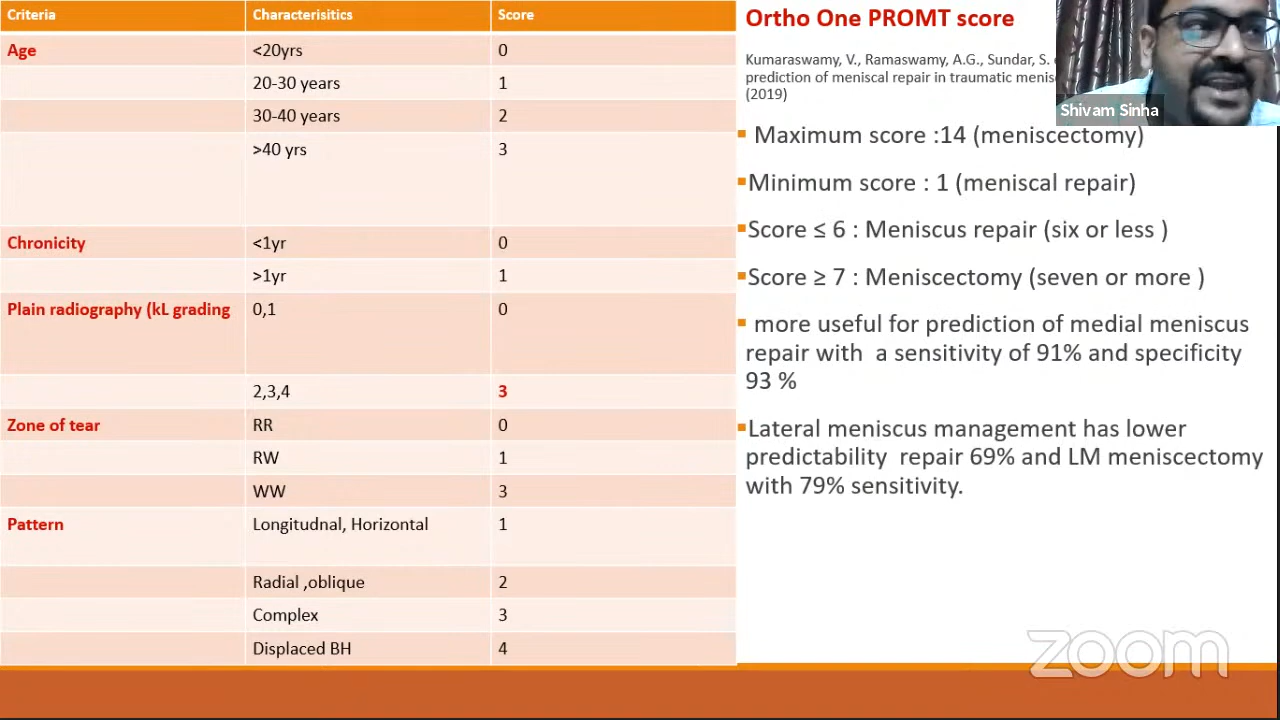 Criteria Characterisitics Score
Age <20yrs 0
20-30 years 1
30-40 years 2
>40 yrs 3
Chronicity <1yr 0
>1yr 1
Plain radiography (kL grading 0,1 0
2,3,4 3
Zone of tear RR 0
RW 1
WW 3
Pattern Longitudnal, Horizontal 1
Radial ,oblique 2
Complex 3
Displaced BH 4
Ortho One PROMT score
Kumaraswamy, V., Ramaswamy, A.G., Sundar, S.
prediction of meniscal repair in traumatic
(2019)
Shivam Sinha
Maximum score :14 (meniscectomy)
Minimum score : 1 (meniscal repair)
Score ≤ 6 : Meniscus repair (six or less )
Score ≥ 7 : Meniscectomy (seven or more )
more useful for prediction of medial meniscus
repair with a sensitivity of 91% and specificity
93 %
Lateral meniscus management has lower
predictability repair 69% and LM meniscectomy
with 79% sensitivity.
zoom